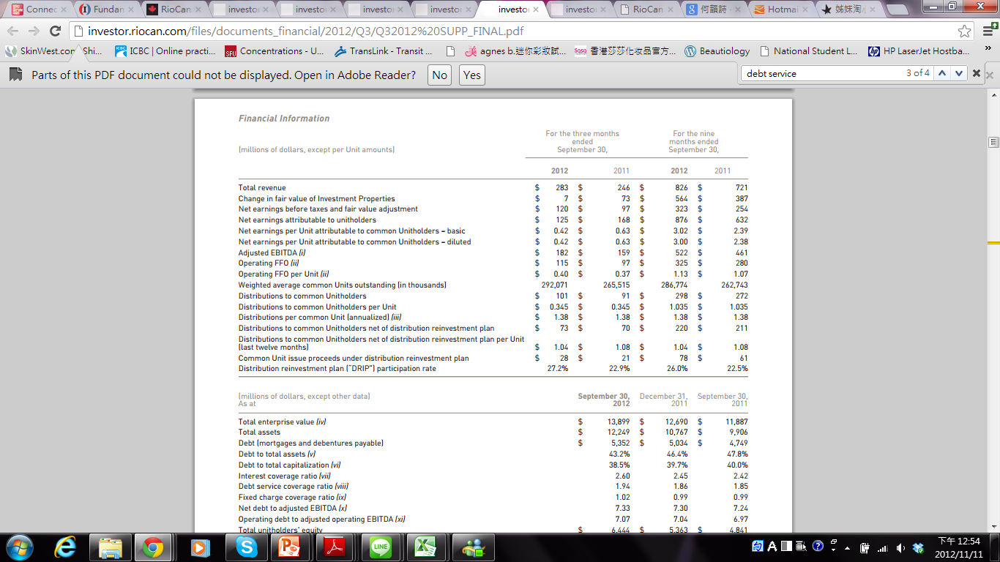 Connec
Fundan
RioCan
investo
investo
investo
investo
investo
investo
RioCan
何韻詩 -
Hotmai
姊妹淘
investor.riocan.com/files/documents_financial/2012/Q3/Q32012%20SUPP_FINAL.pdf
SkinWest.com Shi...
ICBC | Online practi...
SFU Concentrations - U...
TransLink - Transit ...
agnes b.迷你彩妝試...
Sasa 香港莎莎化妆品官方...
Beautiology
National Student L...
hp HP LaserJet Hostba...
»
Parts of this PDF document could not be displayed. Open in Adobe Reader? No Yes
debt service 3 of 4
Financial Information
For the three months For the nine
ended months ended
(millions of dollars, except per Unit amounts) September 30, September 30,
2012 2011 2012 2011
Total revenue $ 283 $ 246 $ 826 $ 721
Change in fair value of Investment Properties $ 7 $ 73 $ 564 $ 387
Net earnings before taxes and fair value adjustment $ 120 $ 97 $ 323 $ 254
Net earnings attributable to unitholders $ 125 $ 168 $ 876 $ 632
Net earnings per Unit attributable to common Unitholders – basic $ 0.42 $ 0.63 $ 3.02 $ 2.39
Net earnings per Unit attributable to common Unitholders – diluted $ 0.42 $ 0.63 $ 3.00 $ 2.38
Adjusted EBITDA (i) $ 182 $ 159 $ 522 $ 461
Operating FFO (ii) $ 115 $ 97 $ 325 $ 280
Operating FFO per Unit (ii) $ 0.40 $ 0.37 $ 1.13 $ 1.07
Weighted average common Units outstanding (in thousands) 292,071 265,515 286,774 262,743
Distributions to common Unitholders $ 101 $ 91 $ 298 $ 272
Distributions to common Unitholders per Unit $ 0.345 $ 0.345 $ 1.035 $ 1.035
Distributions per common Unit (annualized) (iii) $ 1.38 $ 1.38 $ 1.38 $ 1.38
Distributions to common Unitholders net of distribution reinvestment plan $ 73 $ 70 $ 220 $ 211
Distributions to common Unitholders net of distribution reinvestment plan per Unit
(last twelve months) $ 1.04 $ 1.08 $ 1.04 $ 1.08
Common Unit issue proceeds under distribution reinvestment plan $ 28 $ 21 $ 78 $ 61
Distribution reinvestment plan ("DRIP") participation rate 27.2% 22.9% 26.0% 22.5%
(millions of dollars, except other data) September 30, December 31, September 30,
As at 2012 2011 2011
Total enterprise value (iv) $ 13,899 $ 12,690 $ 11,887
Total assets $ 12,249 $ 10,767 $ 9,906
Debt (mortgages and debentures payable) $ 5,352 $ 5,034 $ 4,749
Debt to total assets (v) 43.2% 46.4% 47.8%
Debt to total capitalization (vi) 38.5% 39.7% 40.0%
Interest coverage ratio (vii) 2.60 2.45 2.42
Debt service coverage ratio (viii) 1.94 1.86 1.85
Fixed charge coverage ratio (ix) 1.02 0.99 0.99
Net debt to adjusted EBITDA (x) 7.33 7.30 7.24
Operating debt to adjusted operating EBITDA (xi) 7.07 7.04 6.97
Total unitholders' equity $ 6,444 $ 5,363 $ 4,841
LINE
A
下午 12:54
2012/11/11